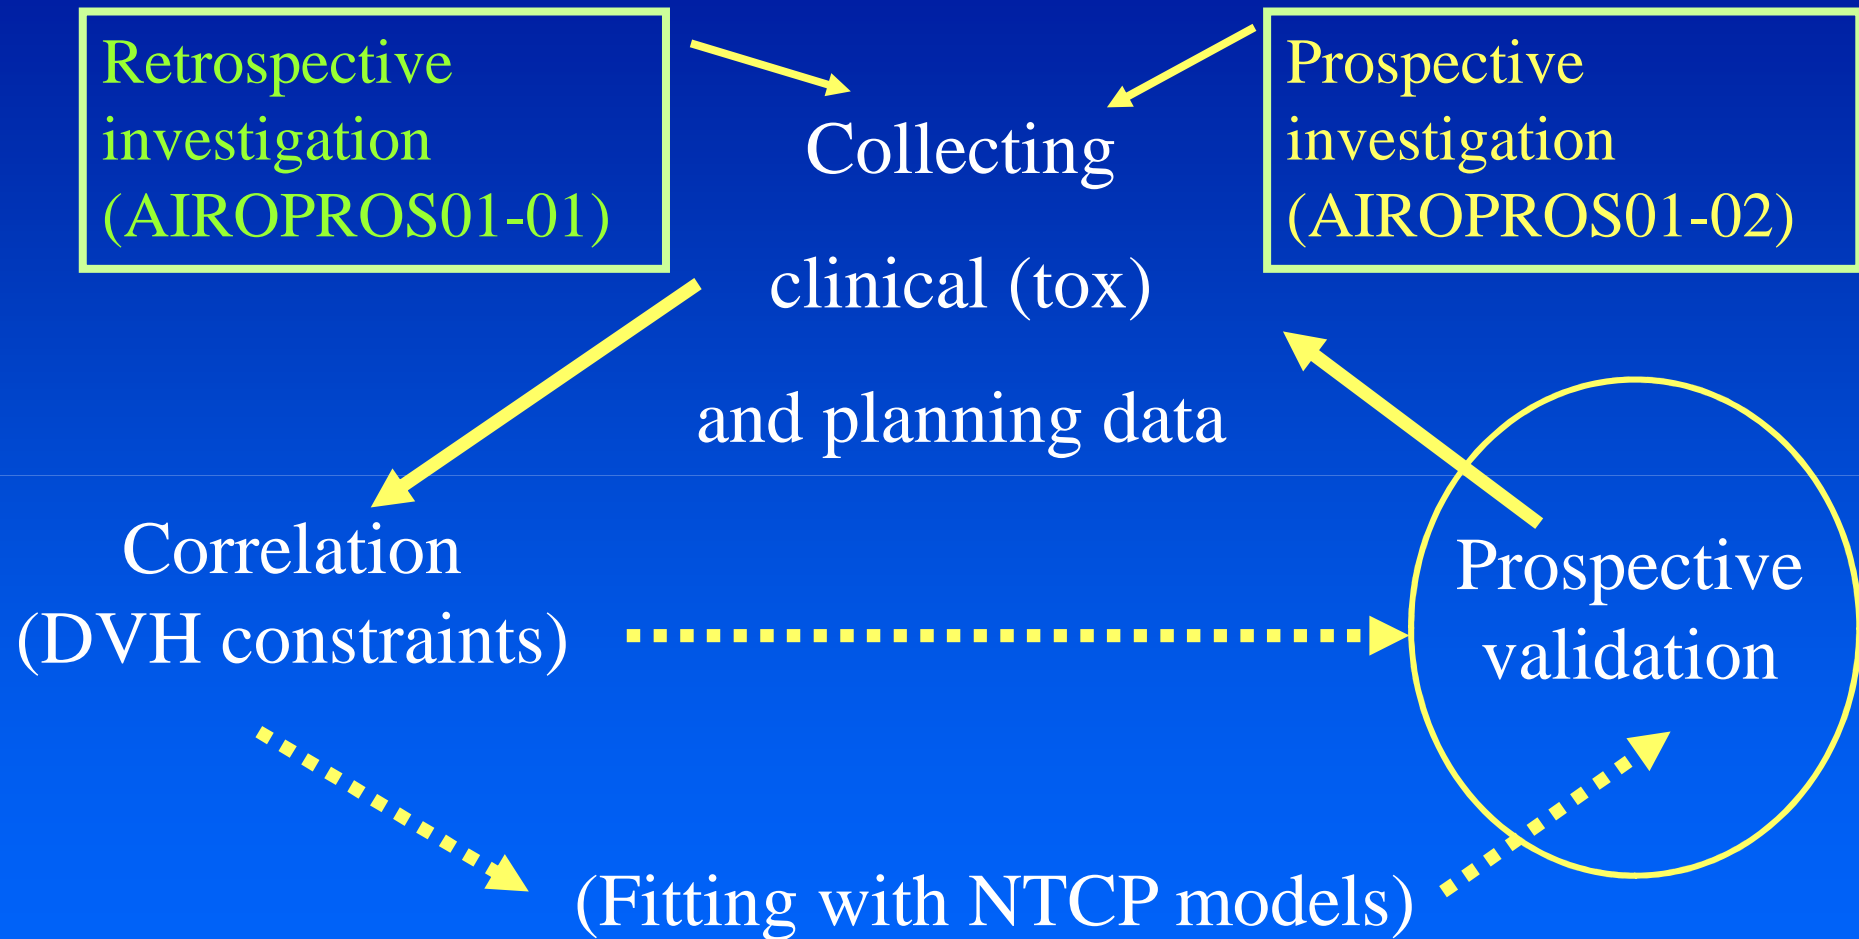 Retrospective
investigation
(AIROPROS01-01)
Collecting
clinical (tox)
and planning data
Prospective
investigation
(AIROPROS01-02)
Correlation
(DVH constraints)
Prospective
validation
(Fitting with NTCP models)